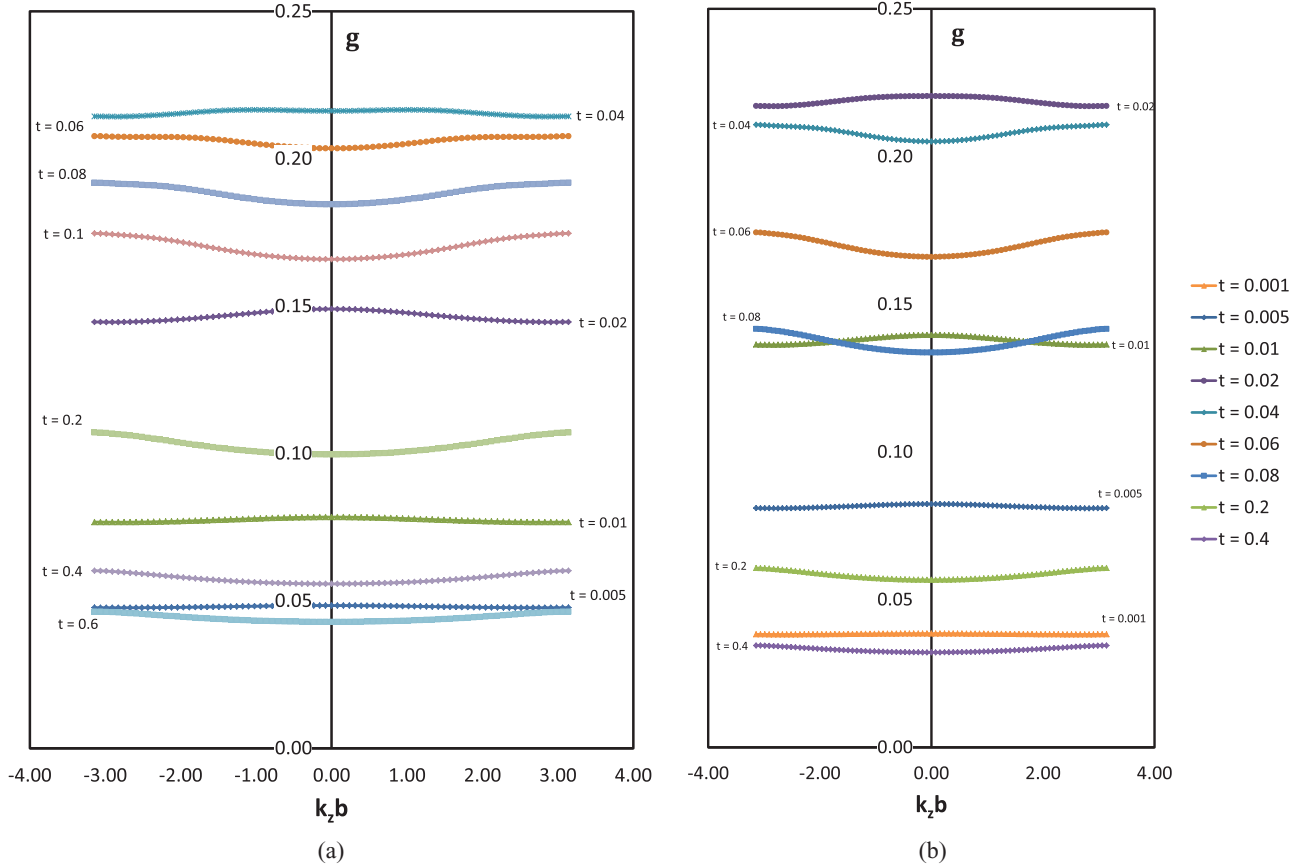 0.25
g
t = 0.04
t = 0.06
0.20
t = 0.08
t = 0.1
0.15
t = 0.02
t = 0.2
0.10
t = 0.01
t = 0.4
0.05
t = 0.005
t = 0.6
0.00
-4.00 -3.00 -2.00 -1.00 0.00 1.00 2.00 3.00 4.00
kzb
(a)
0.25
g
t = 0.02
t = 0.04
0.20
t = 0.06
0.15
t = 0.08
t = 0.01
0.10
t = 0.005
t = 0.2
0.05
t = 0.001
t = 0.4
0.00
-4.00 -2.00 0.00 2.00 4.00
kzb
(b)
t = 0.001
t = 0.005
t = 0.01
t = 0.02
t = 0.04
t = 0.06
t = 0.08
t = 0.2
t = 0.4